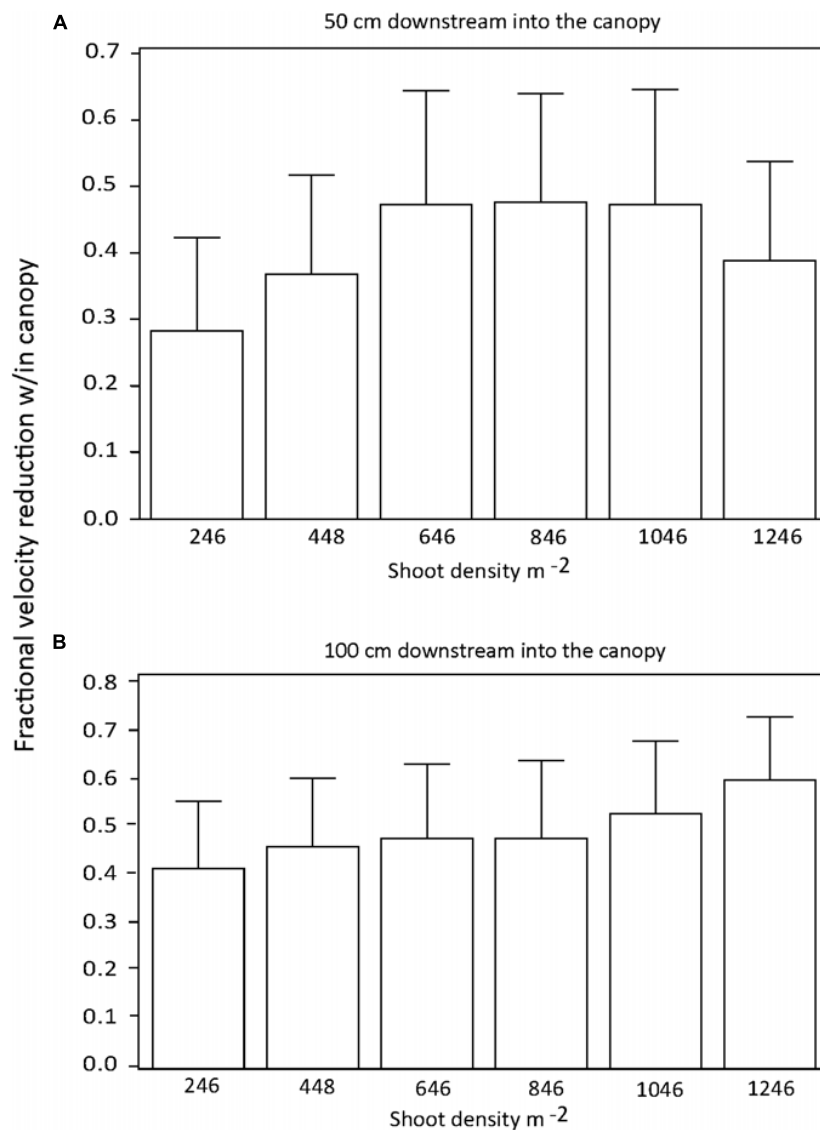 A
50 cm downstream into the canopy
Fractional velocity reduction w/in canopy
0.7
0.6
0.5
0.4
0.3
0.2
0.1
0.0
246 448 646 846 1046 1246
Shoot density m -2
B
100 cm downstream into the canopy
0.8
0.7
0.6
0.5
0.4
0.3
0.2
0.1
0.0
246 448 646 846 1046 1246
Shoot density m -2